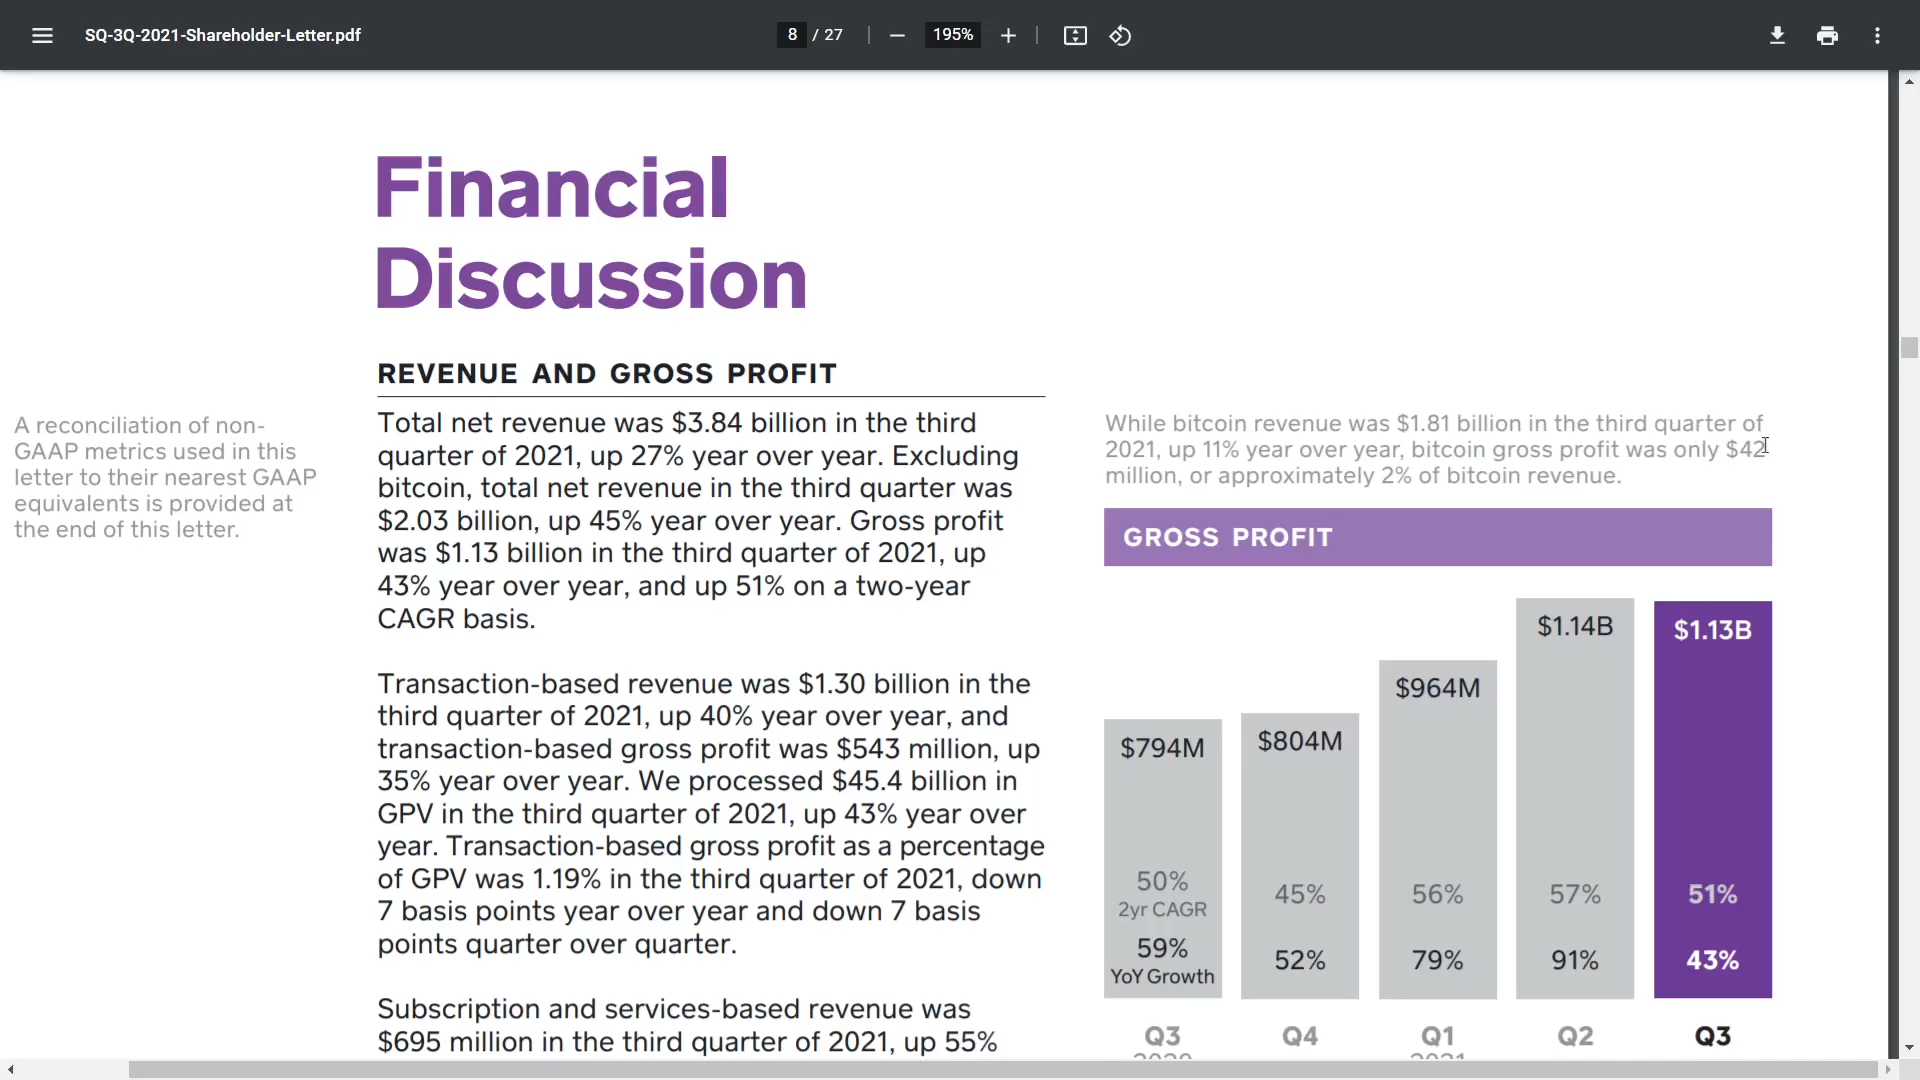 SQ-3Q-2021-Shareholder-Letter.pdf
8 / 27
195%
Financial
Discussion
REVENUE AND GROSS PROFIT
A reconciliation of non-
GAAP metrics used in this
letter to their nearest GAAP
equivalents is provided at
the end of this letter.
Total net revenue was $3.84 billion in the third
quarter of 2021, up 27% year over year. Excluding
bitcoin, total net revenue in the third quarter was
$2.03 billion, up 45% year over year. Gross profit
was $1.13 billion in the third quarter of 2021, up
43% year over year, and up 51% on a two-year
CAGR basis.
Transaction-based revenue was $1.30 billion in the
third quarter of 2021, up 40% year over year, and
transaction-based gross profit was $543 million, up
35% year over year. We processed $45.4 billion in
GPV in the third quarter of 2021, up 43% year over
year. Transaction-based gross profit as a percentage
of GPV was 1.19% in the third quarter of 2021, down
7 basis points year over year and down 7 basis
points quarter over quarter.
Subscription and services-based revenue was
$695 million in the third quarter of 2021, up 55%
While bitcoin revenue was $1.81 billion in the third quarter of
2021, up 11% year over year, bitcoin gross profit was only $42
million, or approximately 2% of bitcoin revenue.
GROSS PROFIT
$794M $804M $964M $1.14B $1.13B
50% 45% 56% 57% 51%
2yr CAGR
59% 52% 79% 91% 43%
YoY Growth
Q3 Q4 Q1 Q2 Q3
2020 2021